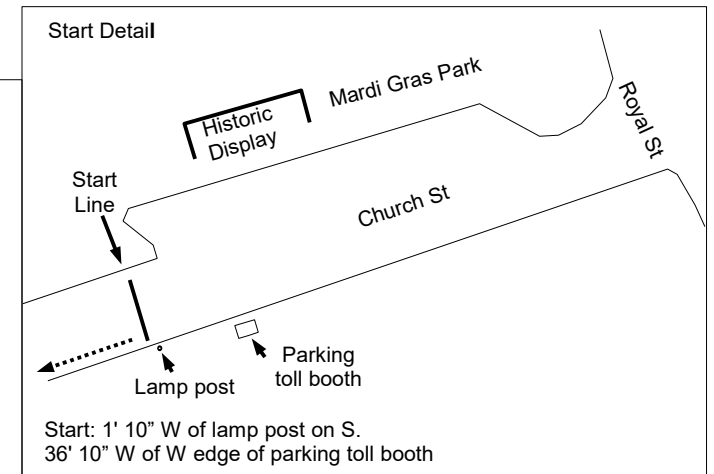 Start Detail
Mardi Gras Park
Historic
Display
Royal St
Start
Line
Church St
Parking
toll booth
Lamp post
Start: 1' 10” W of lamp post on S.
36' 10” W of W edge of parking toll booth